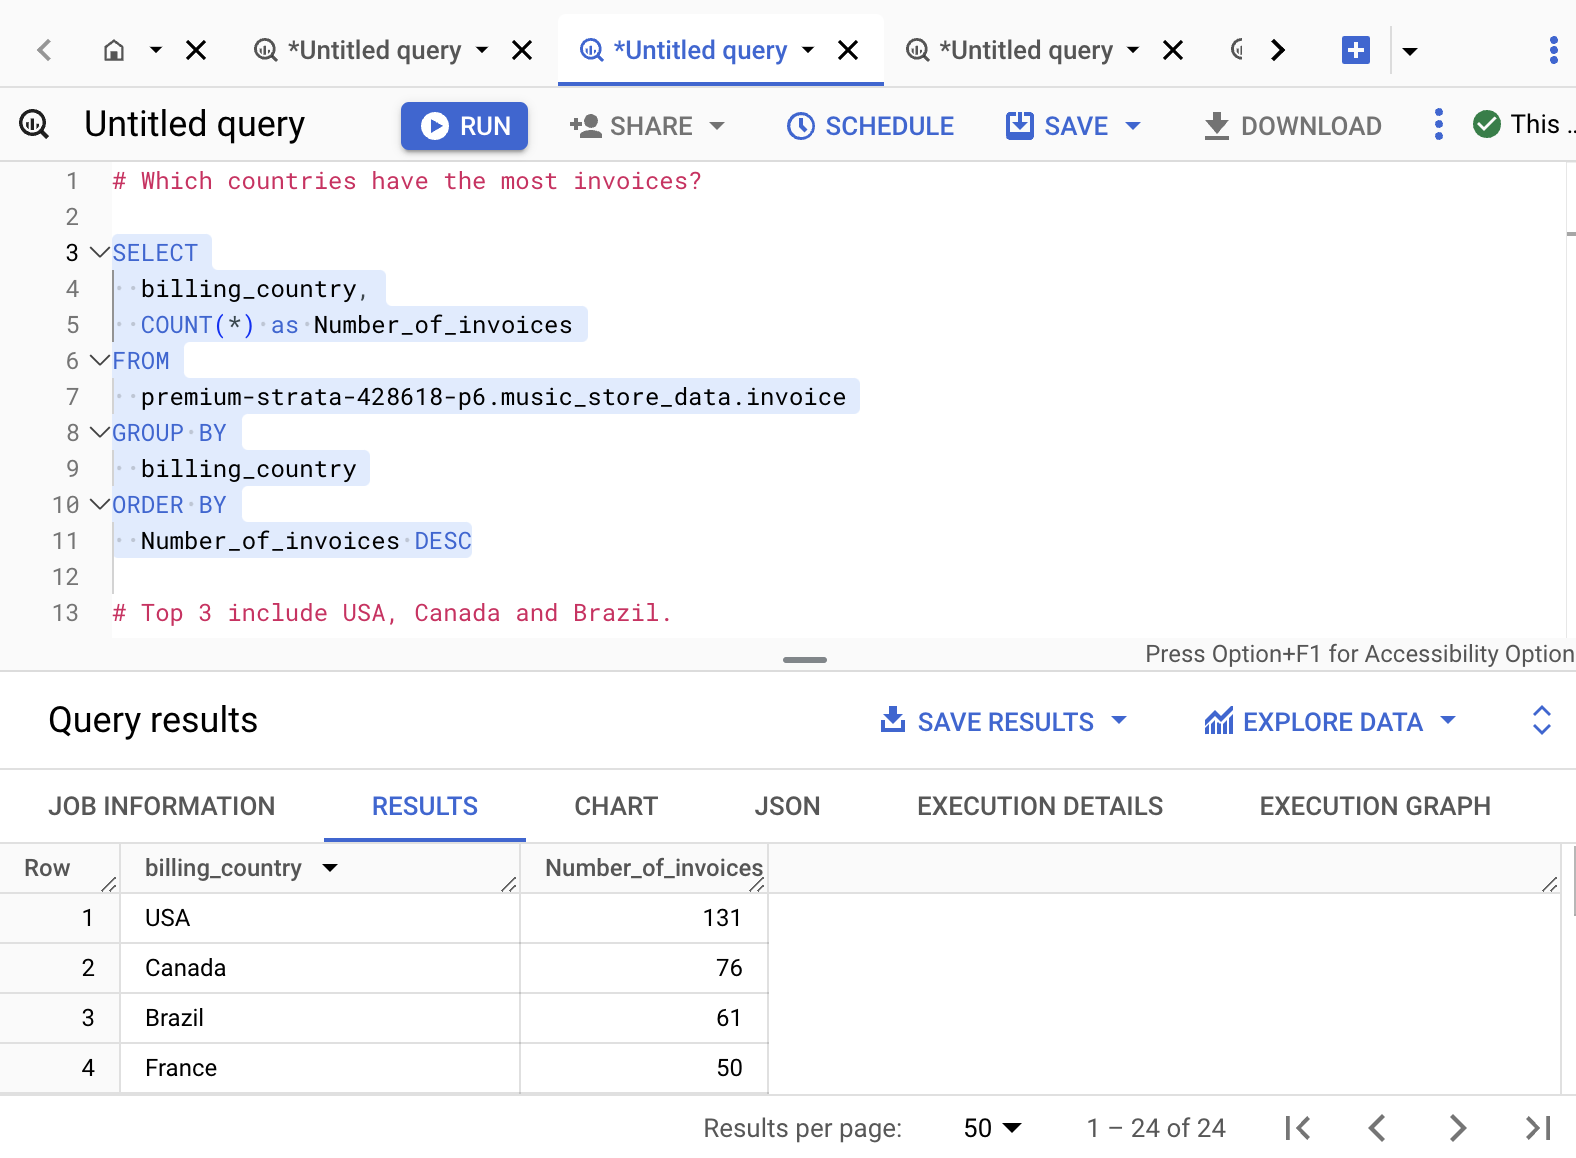 *Untitled query *Untitled query *Untitled query
Untitled query RUN SHARE SCHEDULE SAVE DOWNLOAD This ..
1 # Which countries have the most invoices?
2
3 SELECT
4 billing_country,
5 COUNT(*) as Number_of_invoices
6 FROM
7 premium-strata-428618-p6.music_store_data.invoice
8 GROUP BY
9 billing_country
10 ORDER BY
11 Number_of_invoices DESC
12
13 # Top 3 include USA, Canada and Brazil.
Press Option+F1 for Accessibility Option
Query results SAVE RESULTS EXPLORE DATA
JOB INFORMATION RESULTS CHART JSON EXECUTION DETAILS EXECUTION GRAPH
Row billing_country Number_of_invoices
1 USA 131
2 Canada 76
3 Brazil 61
4 France 50
Results per page: 50 1 – 24 of 24